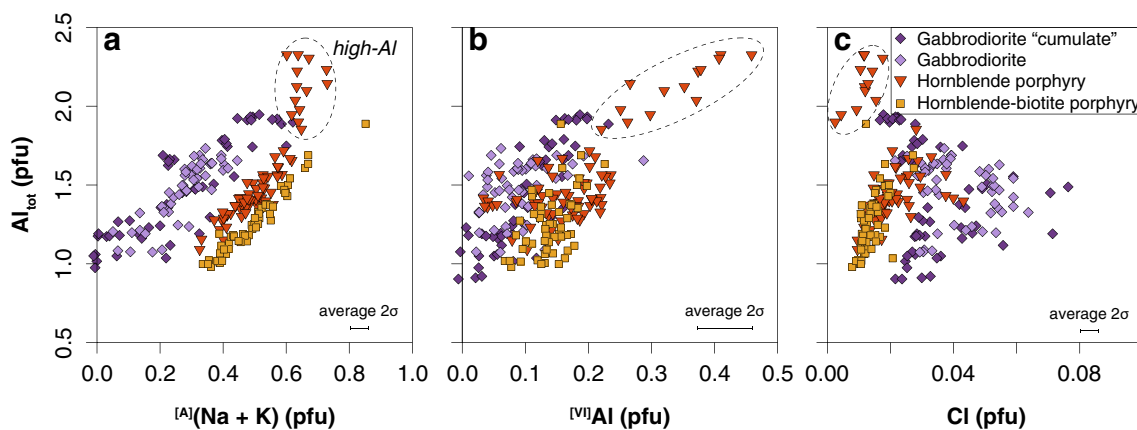 a
high-Al
average 2σ
b
average 2σ
c
Gabbrodiorite “cumulate”
Gabbrodiorite
Hornblende porphyry
Hornblende-biotite porphyry
average 2σ
Al_tot (pfu)
2.5
2.0
1.5
1.0
0.5
0.0 0.2 0.4 0.6 0.8 1.0
0.0 0.1 0.2 0.3 0.4 0.5
0.00 0.04 0.08
[A](Na + K) (pfu)
[VI]Al (pfu)
Cl (pfu)